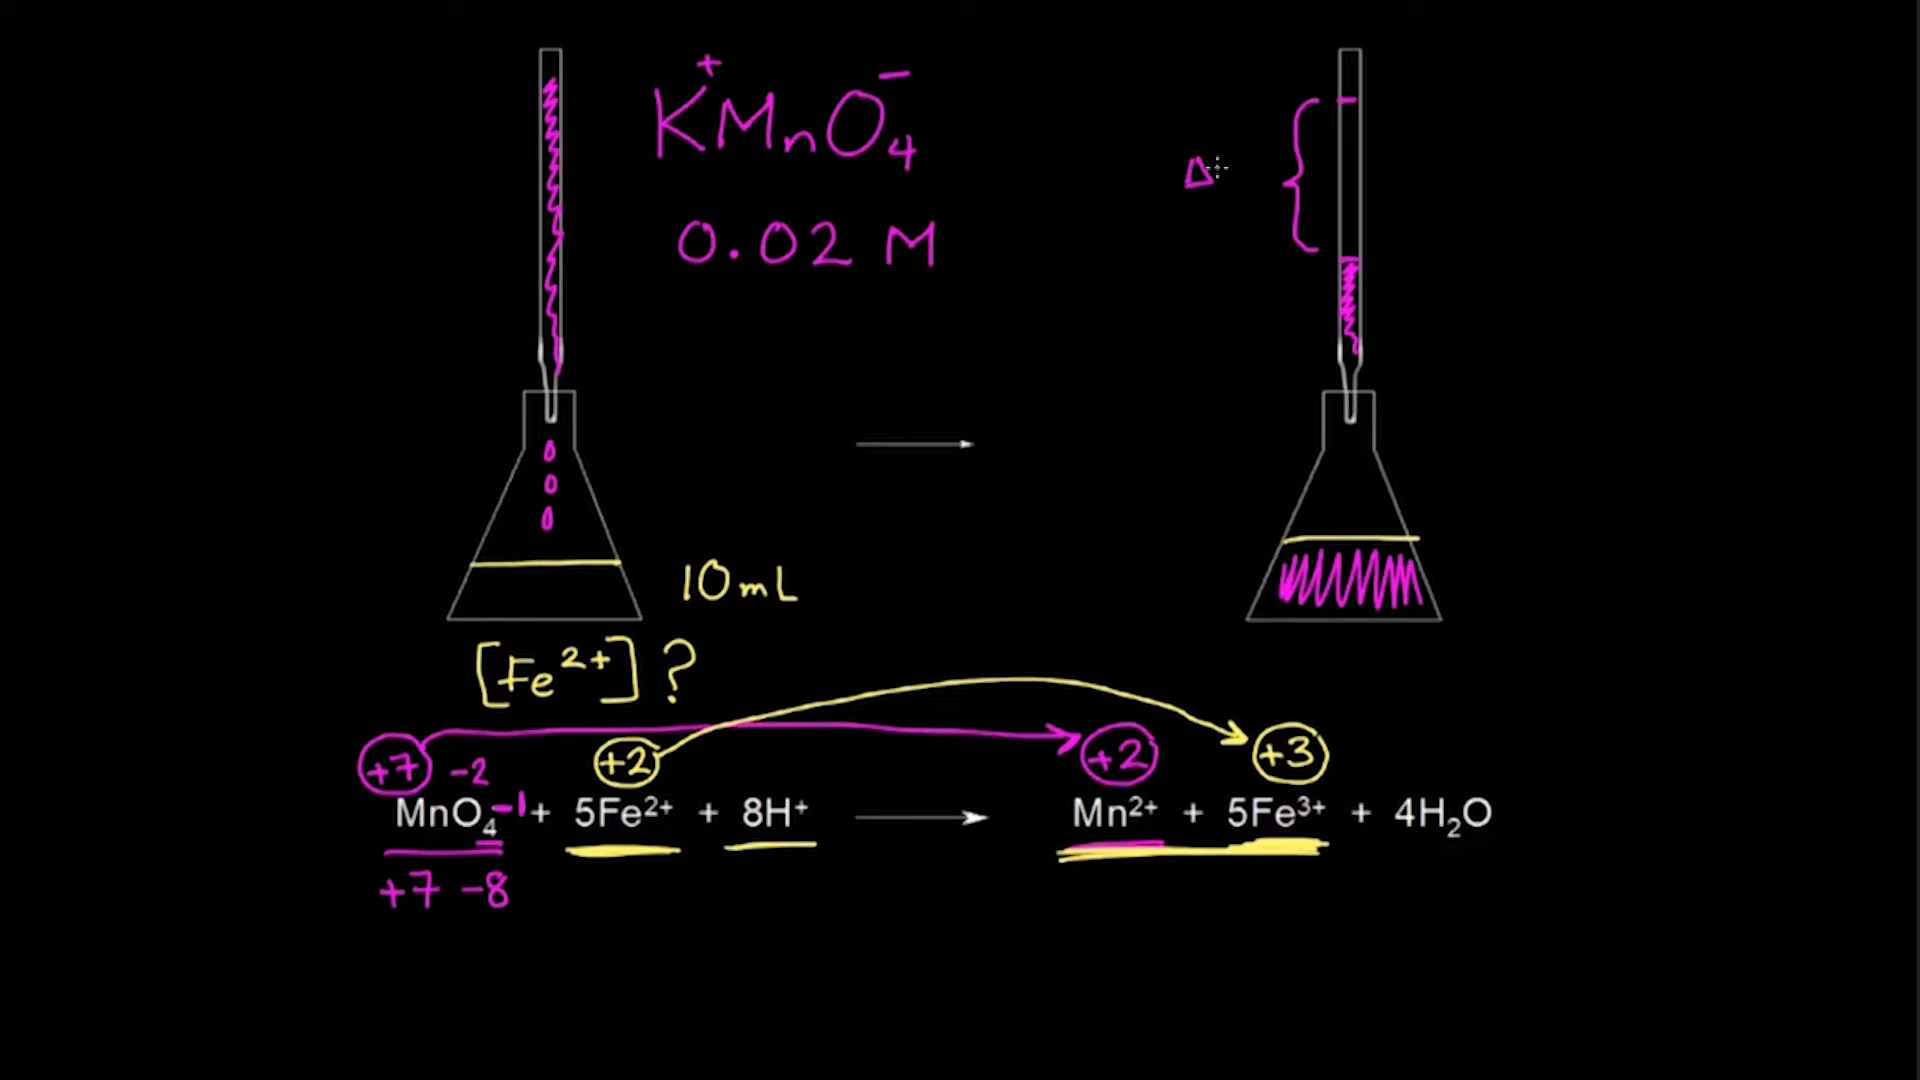 K⁺MnO₄⁻
0.02 M
Δ
10 mL
[Fe²⁺]?
+7 -2 +2 +2 +3
MnO₄-1 + 5Fe²⁺ + 8H⁺ → Mn²⁺ + 5Fe³⁺ + 4H₂O
+7 -8